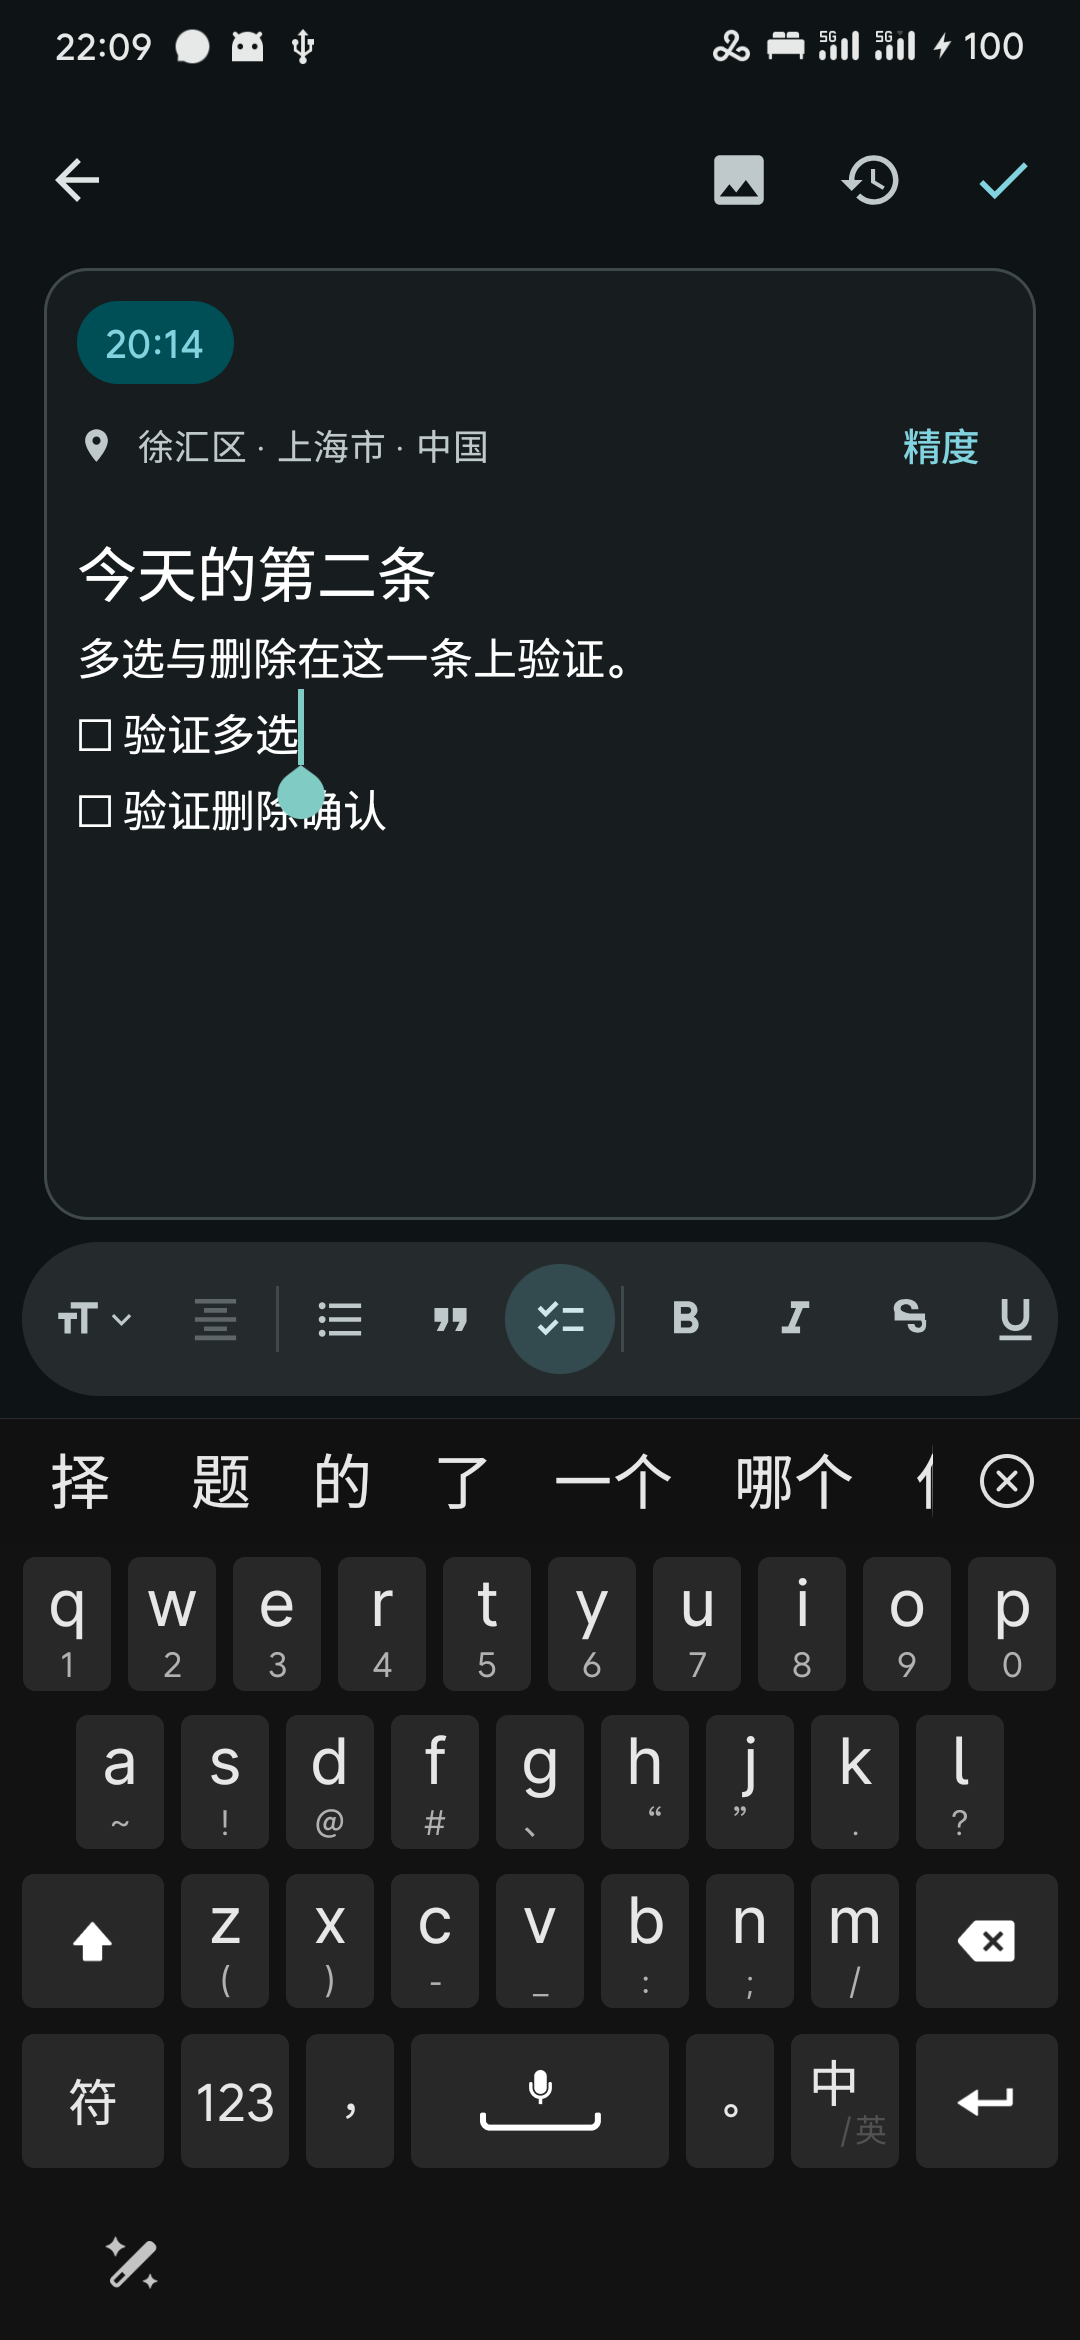 22:09
5G 5G 100
20:14
徐汇区 · 上海市 · 中国 精度
今天的第二条
多选与删除在这一条上验证。
☐ 验证多选
☐ 验证删除确认
B I S U
择 题 的 了 一个 哪个
q w e r t y u i o p
1 2 3 4 5 6 7 8 9 0
a s d f g h j k l
~ ! @ # 、 “ ” . ?
z x c v b n m
( ) - _ : ; /
符 123 ， 。 中/英